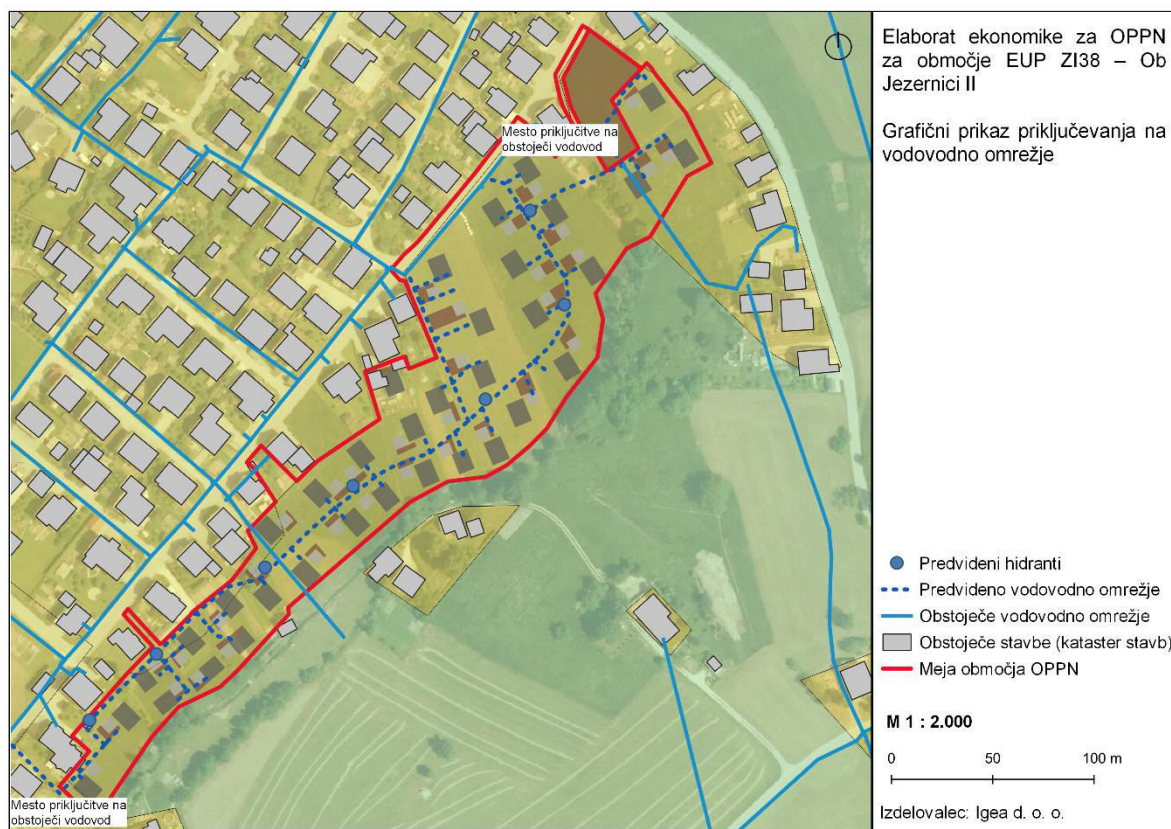 Elaborat ekonomike za OPPN
za območje EUP ZI38 – Ob
Jezernici II
Grafični prikaz priključevanja na
vodovodno omrežje
Mesto priključitve na
obstoječi vodovod
Predvideni hidranti
Predvideno vodovodno omrežje
Obstoječe vodovodno omrežje
Obstoječe stavbe (kataster stavb)
Meja območja OPPN
M 1 : 2.000
0 50 100 m
Izdelovalec: Igea d. o. o.
Mesto priključitve na
obstoječi vodovod